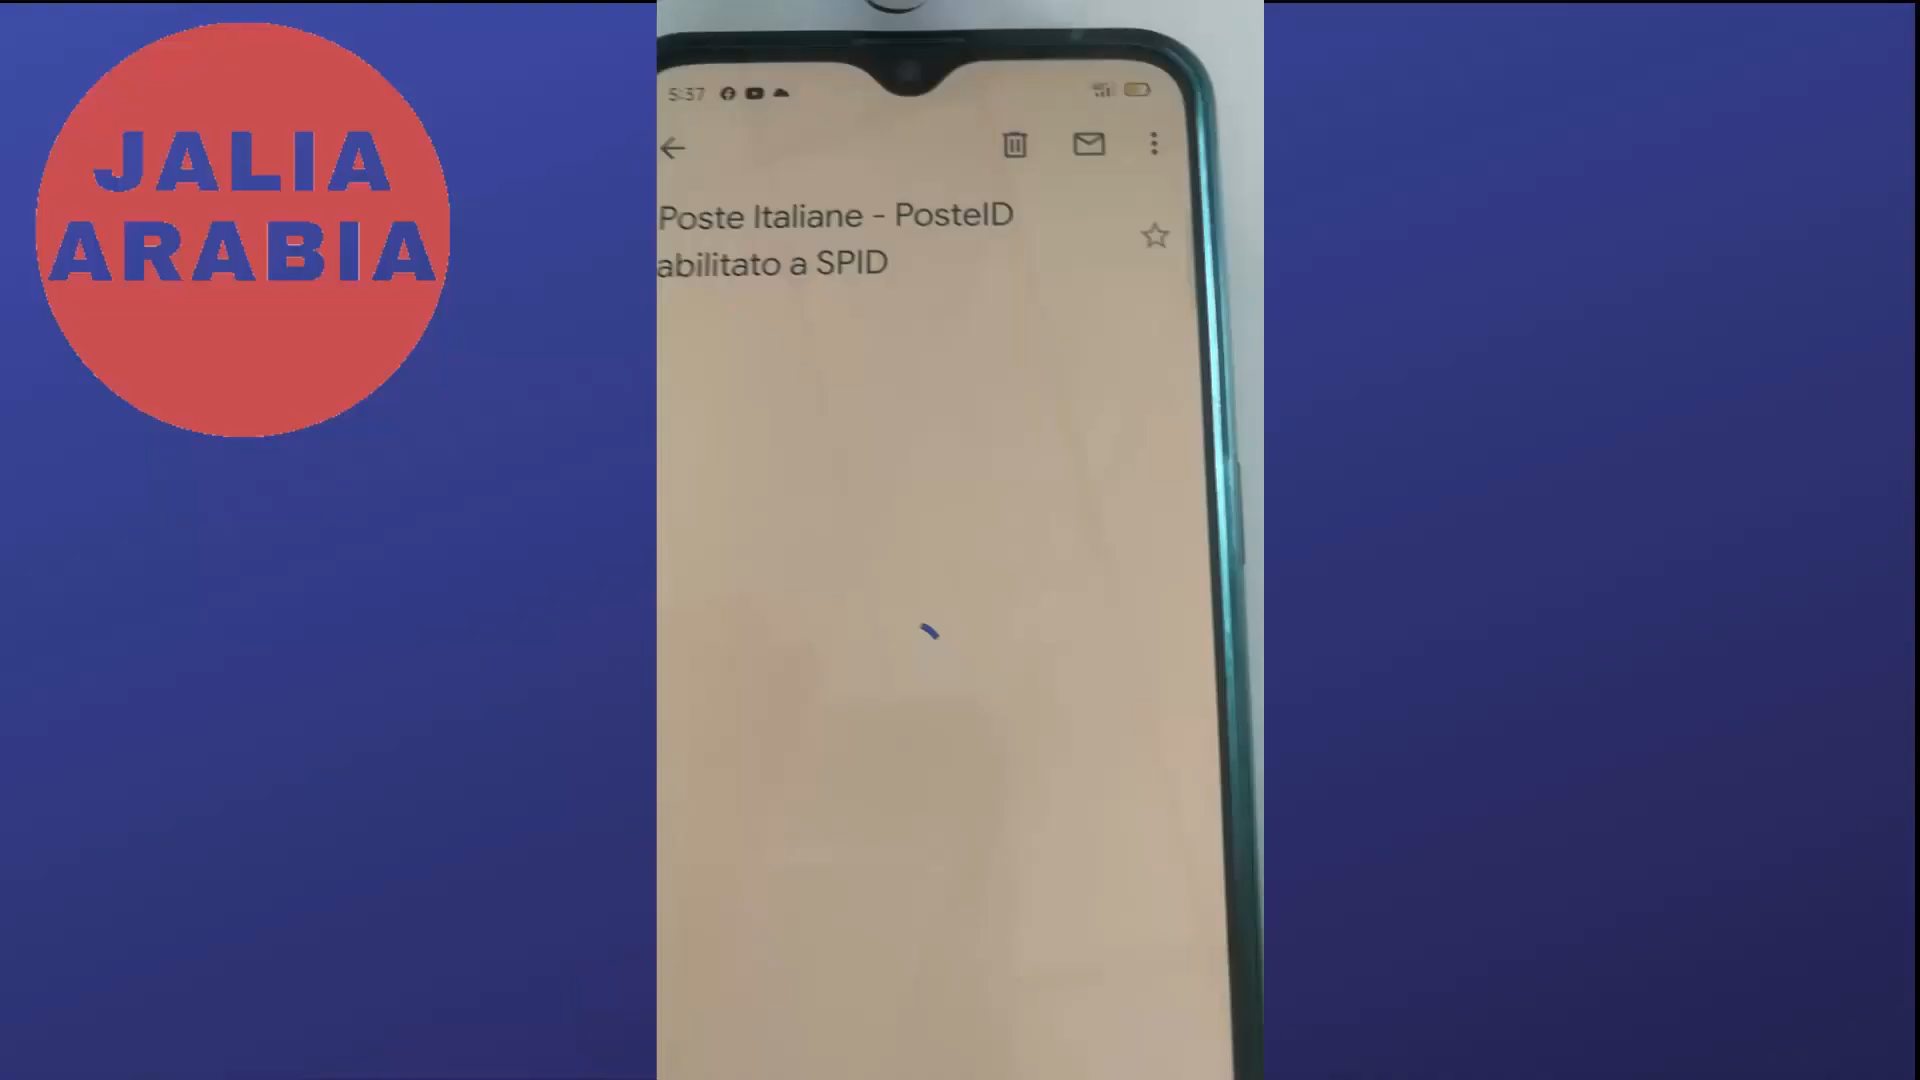 JALIA
ARABIA
5:37
Poste Italiane - PosteID
abilitato a SPID